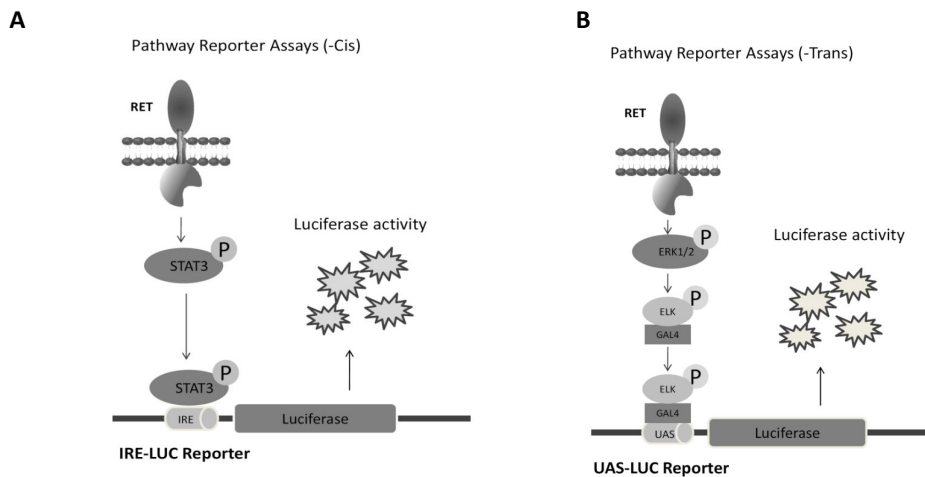 A
Pathway Reporter Assays (-Cis)
RET
Luciferase activity
P
STAT3
P
STAT3
IRE
Luciferase
IRE-LUC Reporter
B
Pathway Reporter Assays (-Trans)
RET
Luciferase activity
P
ERK1/2
P
ELK
GAL4
P
ELK
GAL4
UAS
Luciferase
UAS-LUC Reporter